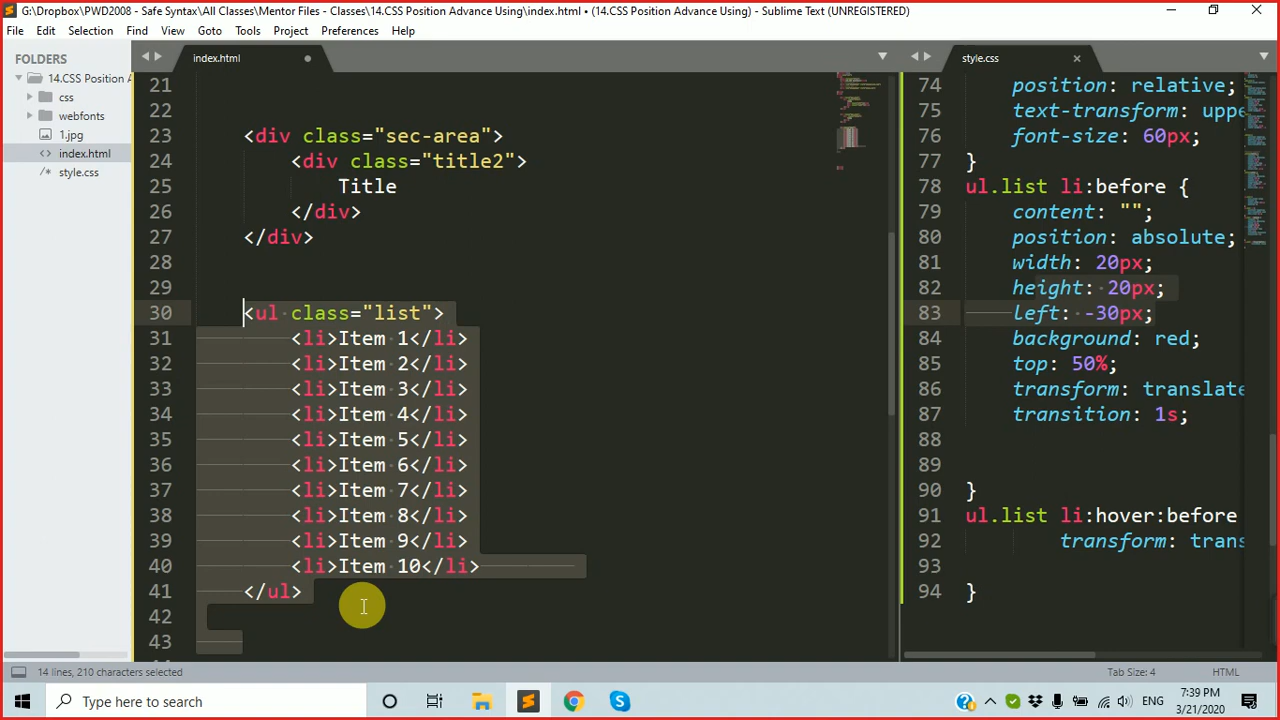 G:\Dropbox\PWD2008 - Safe Syntax\All Classes\Mentor Files - Classes\14.CSS Position Advance Using\index.html • (14.CSS Position Advance Using) - Sublime Text (UNREGISTERED)
File Edit Selection Find View Goto Tools Project Preferences Help
FOLDERS
14.CSS Position A
css
webfonts
1.jpg
index.html
style.css
index.html
21
22
23 <div class="sec-area">
24 <div class="title2">
25 Title
26 </div>
27 </div>
28
29
30 <ul class="list">
31 <li>Item 1</li>
32 <li>Item 2</li>
33 <li>Item 3</li>
34 <li>Item 4</li>
35 <li>Item 5</li>
36 <li>Item 6</li>
37 <li>Item 7</li>
38 <li>Item 8</li>
39 <li>Item 9</li>
40 <li>Item 10</li>
41 </ul>
42
43
style.css
74 position: relative;
75 text-transform: uppe
76 font-size: 60px;
77 }
78 ul.list li:before {
79 content: "";
80 position: absolute;
81 width: 20px;
82 height: 20px;
83 left: -30px;
84 background: red;
85 top: 50%;
86 transform: translate
87 transition: 1s;
88
89
90 }
91 ul.list li:hover:before
92 transform: trans
93
94 }
14 lines, 210 characters selected
Tab Size: 4 HTML
Type here to search
ENG
7:39 PM
3/21/2020